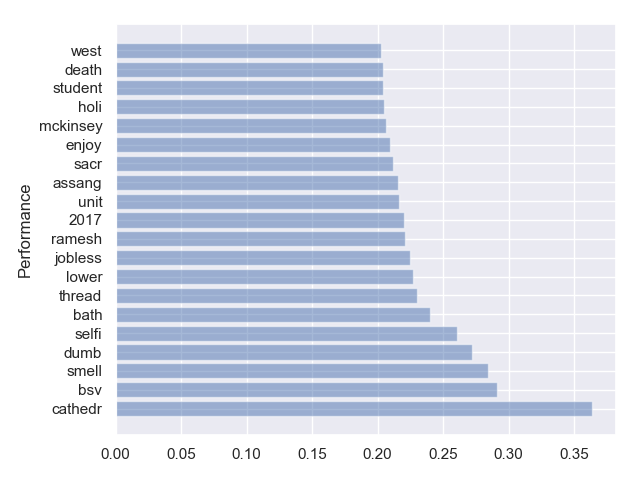 west
death
student
holi
mckinsey
enjoy
sacr
assang
unit
2017
ramesh
jobless
lower
thread
bath
selfi
dumb
smell
bsv
cathedr
Performance
0.00 0.05 0.10 0.15 0.20 0.25 0.30 0.35